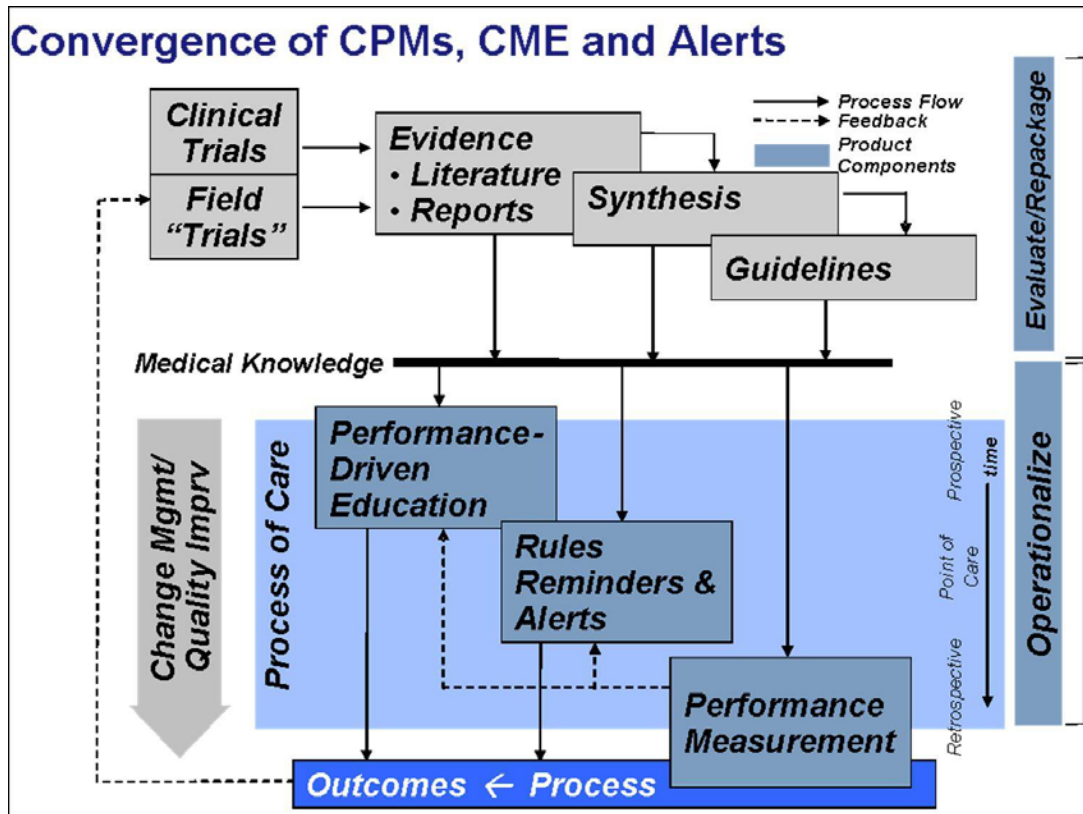 Convergence of CPMs, CME and Alerts
Clinical
Trials
Field
“Trials”
Evidence
• Literature
• Reports
Synthesis
Guidelines
Process Flow
Feedback
Product
Components
Evaluate/Repackage
Medical Knowledge
Change Mgmt/
Quality Imprv
Process of Care
Performance-
Driven
Education
Rules
Reminders &
Alerts
Performance
Measurement
Prospective
Point of
Care
Retrospective
time
Operationalize
Outcomes ← Process